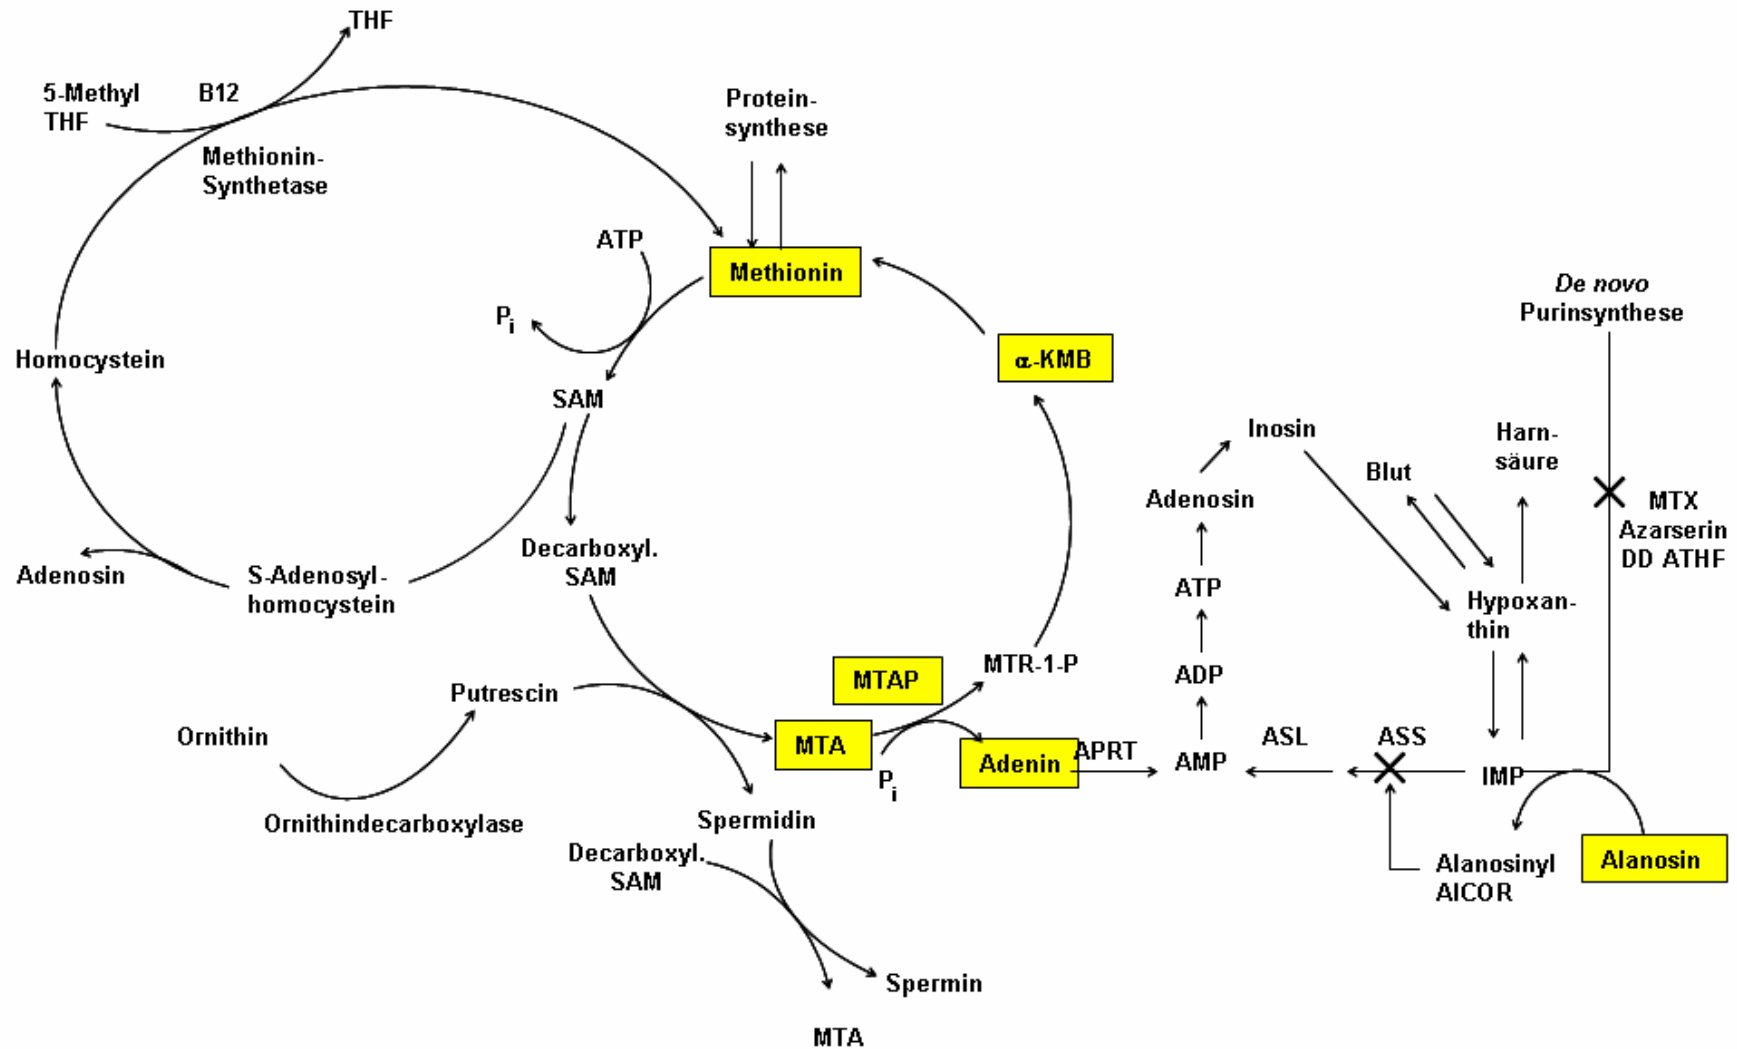 THF
5-Methyl
THF
B12
Methionin-
Synthetase
Protein-
synthese
ATP
Methionin
Pi
De novo
Purinsynthese
Homocystein
α-KMB
SAM
Inosin
Harn-
säure
Blut
Adenosin
MTX
Azarserin
DD ATHF
Decarboxyl.
SAM
Adenosin
S-Adenosyl-
homocystein
ATP
Hypoxan-
thin
MTAP
MTR-1-P
ADP
Putrescin
Ornithin
MTA
Pi
Adenin
APRT
AMP
ASL
ASS
IMP
Ornithindecarboxylase
Spermidin
Decarboxyl.
SAM
Alanosinyl
AICOR
Alanosin
Spermin
MTA